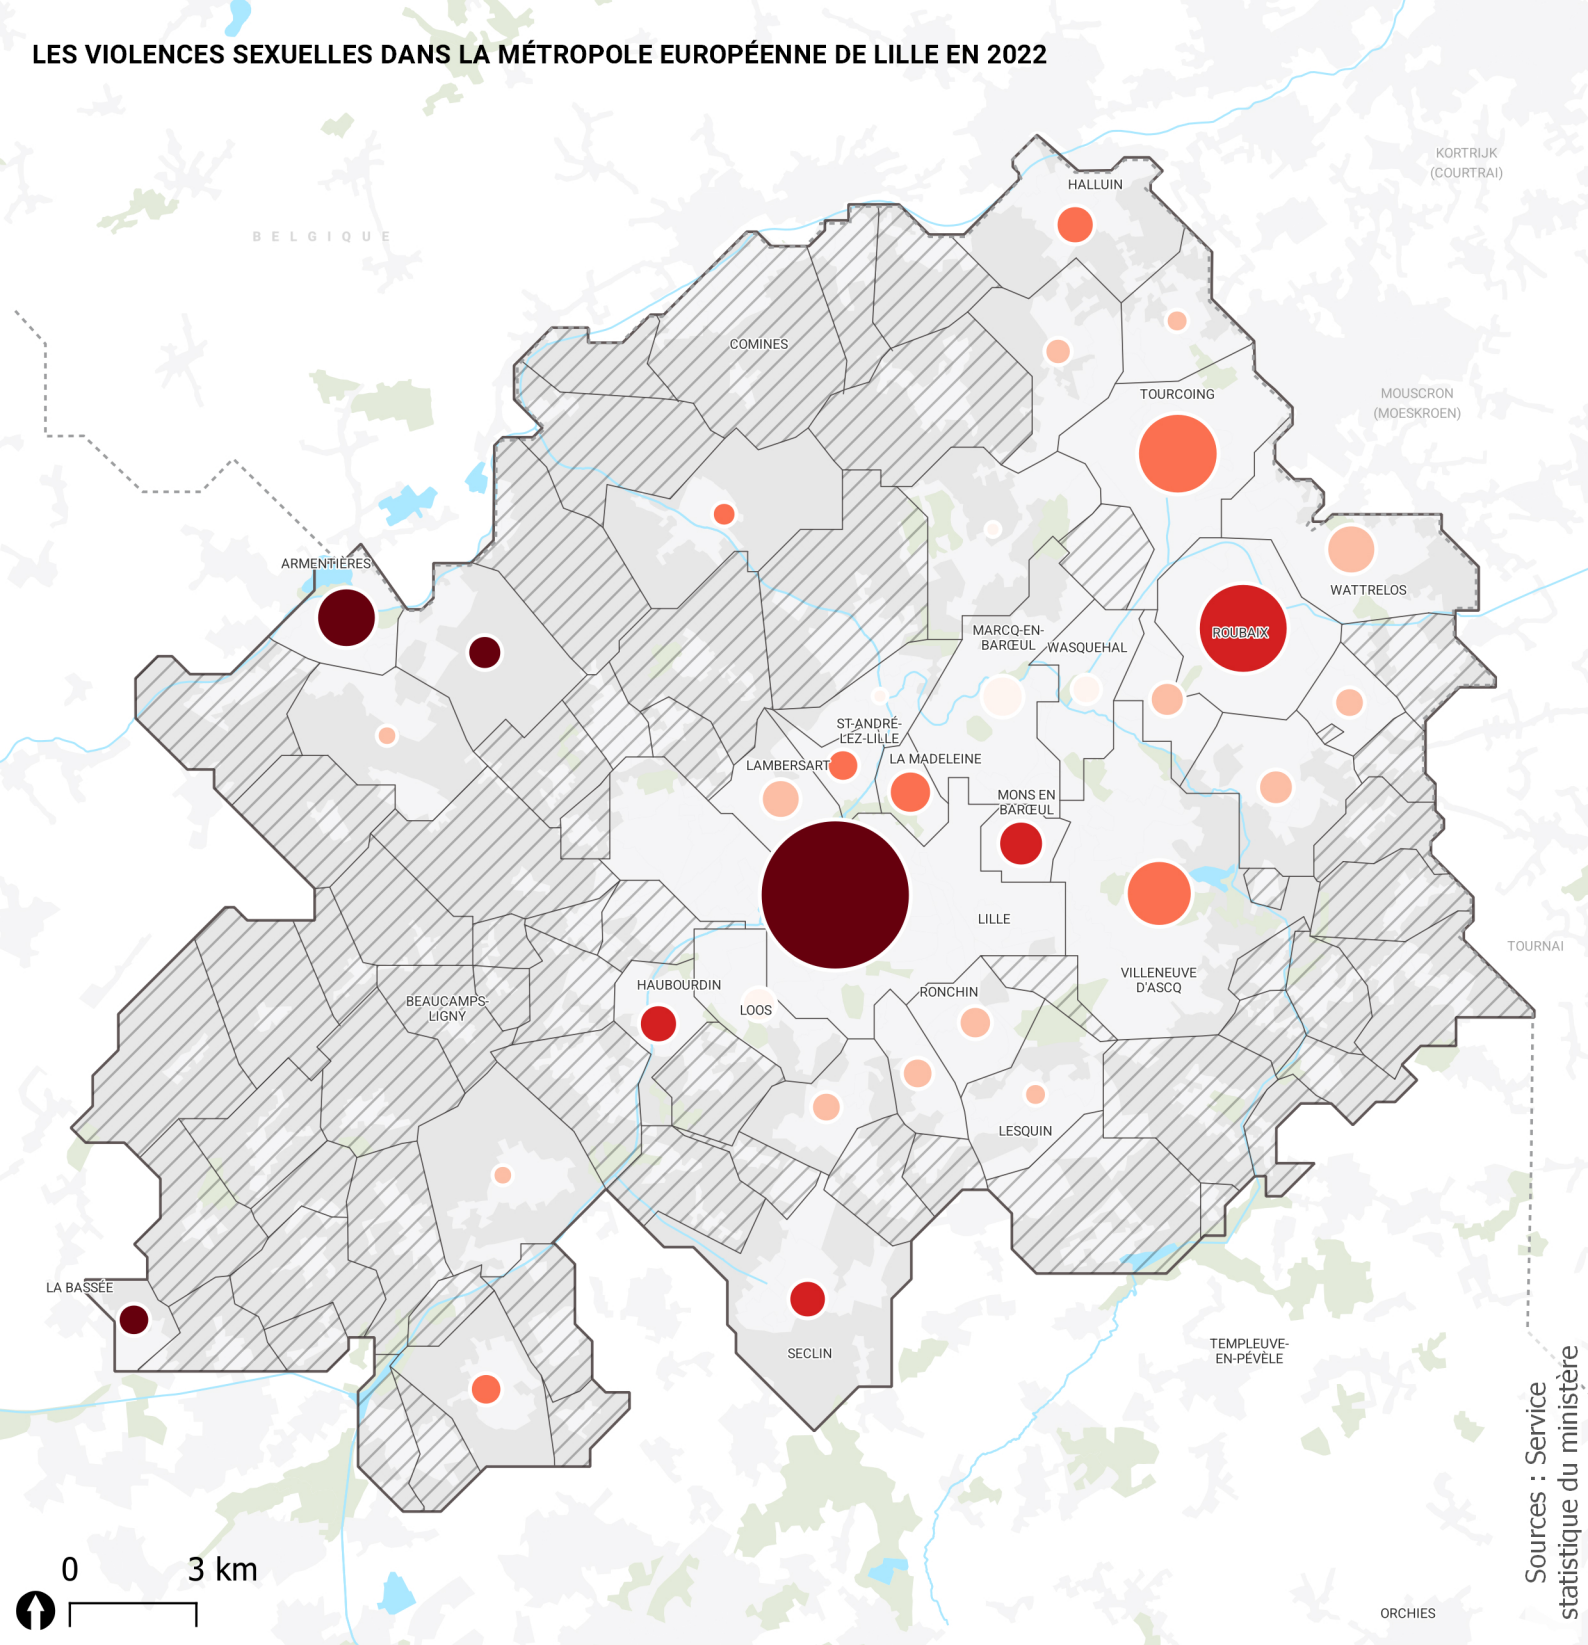 LES VIOLENCES SEXUELLES DANS LA MÉTROPOLE EUROPÉENNE DE LILLE EN 2022
KORTRIJK
(COURTRAI)
HALLUIN
BELGIQUE
COMINES
MOUSCRON
(MOESKROEN)
TOURCOING
ARMENTIÈRES
WATTRELOS
ROUBAIX
MARCQ-EN-
BARŒUL
WASQUEHAL
ST-ANDRÉ-
LEZ-LILLE
LAMBERSART
LA MADELEINE
MONS EN
BARŒUL
LILLE
TOURNAI
VILLENEUVE
D'ASCQ
HAUBOURDIN
RONCHIN
BEAUCAMPS-
LIGNY
LOOS
LESQUIN
LA BASSÉE
SECLIN
TEMPLEUVE-
EN-PÉVÈLE
ORCHIES
0 3 km
Sources : Service
statistique du ministère